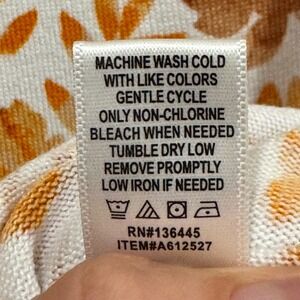 MACHINE WASH COLD
WITH LIKE COLORS
GENTLE CYCLE
ONLY NON-CHLORINE
BLEACH WHEN NEEDED
TUMBLE DRY LOW
REMOVE PROMPTLY
LOW IRON IF NEEDED
RN#136445
ITEM#A612527